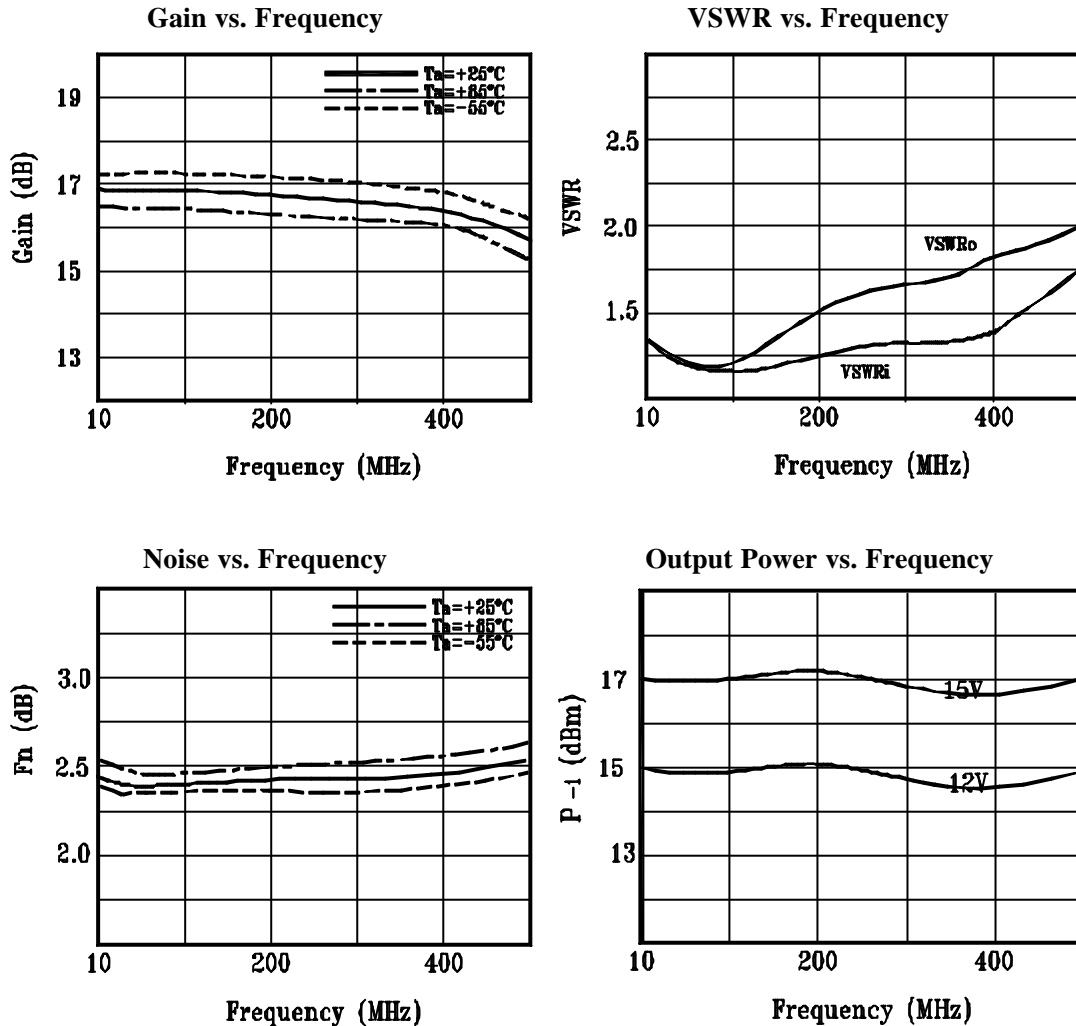 Gain vs. Frequency
Ta=+25°C
Ta=+85°C
Ta=-55°C
19
17
15
13
Gain (dB)
10 200 400
Frequency (MHz)
VSWR vs. Frequency
2.5
2.0
1.5
VSWR
VSWRo
VSWRi
10 200 400
Frequency (MHz)
Noise vs. Frequency
Ta=+25°C
Ta=+85°C
Ta=-55°C
3.0
2.5
2.0
Fn (dB)
10 200 400
Frequency (MHz)
Output Power vs. Frequency
17
15
13
P -1 (dBm)
15V
12V
10 200 400
Frequency (MHz)